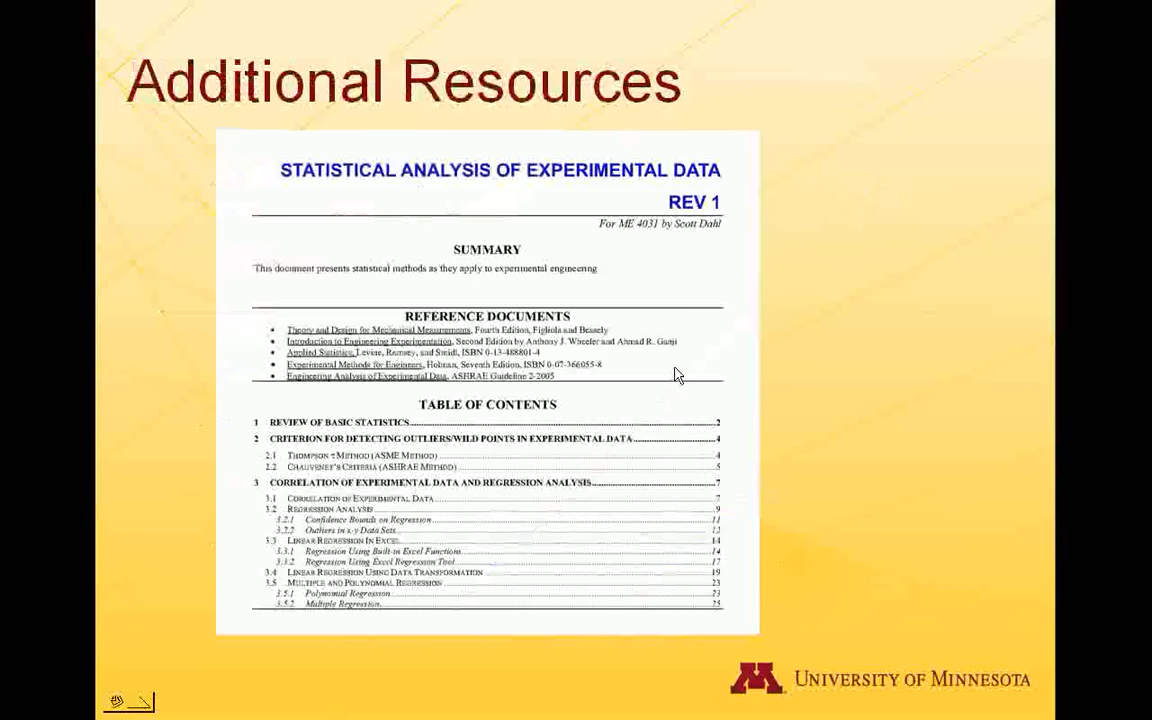 Additional Resources
STATISTICAL ANALYSIS OF EXPERIMENTAL DATA
REV 1
For ME 4031 by Scott Dahl
SUMMARY
This document presents statistical methods as they apply to experimental engineering
REFERENCE DOCUMENTS
• Theory and Design for Mechanical Measurements, Fourth Edition, Figliola and Beasely
• Introduction to Engineering Experimentation, Second Edition by Anthony J. Wheeler and Ahmad R. Ganji
• Applied Statistics, Levine, Ramsey, and Smidt, ISBN 0-13-488801-4
• Experimental Methods for Engineers, Holman, Seventh Edition, ISBN 0-07-366055-8
• Engineering Analysis of Experimental Data, ASHRAE Guideline 2-2005
TABLE OF CONTENTS
1 REVIEW OF BASIC STATISTICS 2
2 CRITERION FOR DETECTING OUTLIERS/WILD POINTS IN EXPERIMENTAL DATA 4
2.1 THOMPSON τ METHOD (ASME METHOD) 4
2.2 CHAUVENET'S CRITERIA (ASHRAE METHOD) 5
3 CORRELATION OF EXPERIMENTAL DATA AND REGRESSION ANALYSIS 7
3.1 CORRELATION OF EXPERIMENTAL DATA 7
3.2 REGRESSION ANALYSIS 9
3.2.1 Confidence Bounds on Regression 11
3.2.2 Outliers in x-y Data Sets
3.3 LINEAR REGRESSION IN EXCEL 14
3.3.1 Regression Using Built-in Excel Functions 14
3.3.2 Regression Using Excel Regression Tool 17
3.4 LINEAR REGRESSION USING DATA TRANSFORMATION 19
3.5 MULTIPLE AND POLYNOMIAL REGRESSION 23
3.5.1 Polynomial Regression 23
3.5.2 Multiple Regression 25
UNIVERSITY OF MINNESOTA